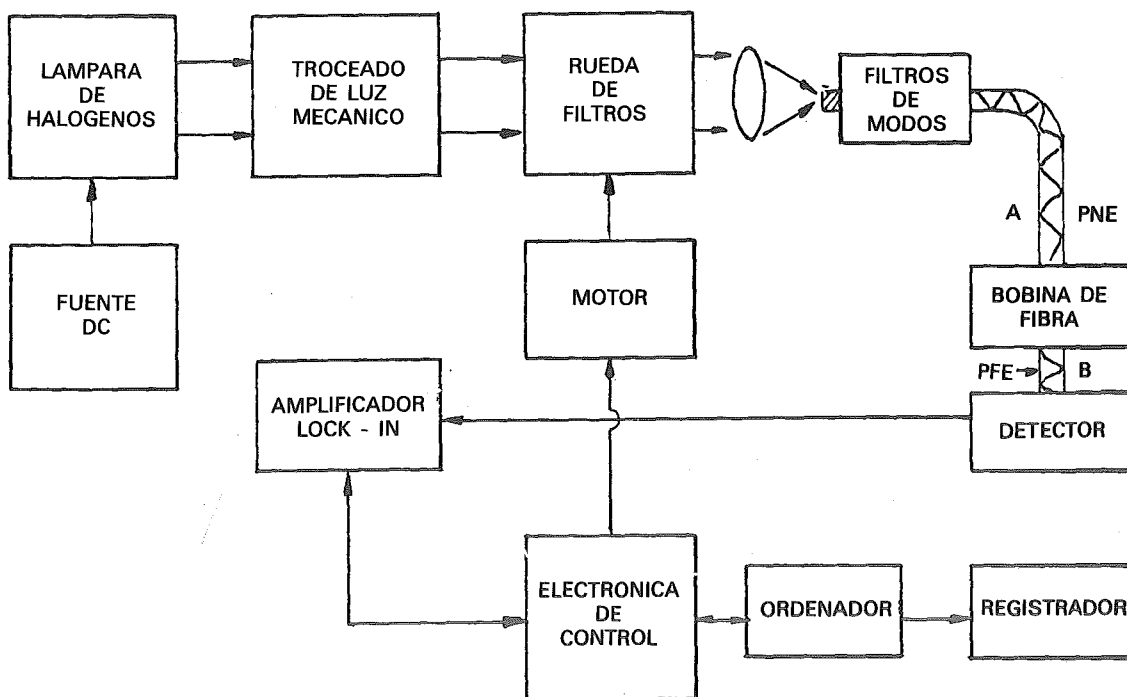 LAMPARA
DE
HALOGENOS
TROCEADO
DE LUZ
MECANICO
RUEDA
DE
FILTROS
FILTROS
DE
MODOS
A
PNE
FUENTE
DC
MOTOR
BOBINA DE
FIBRA
PFE
B
AMPLIFICADOR
LOCK - IN
DETECTOR
ELECTRONICA
DE
CONTROL
ORDENADOR
REGISTRADOR